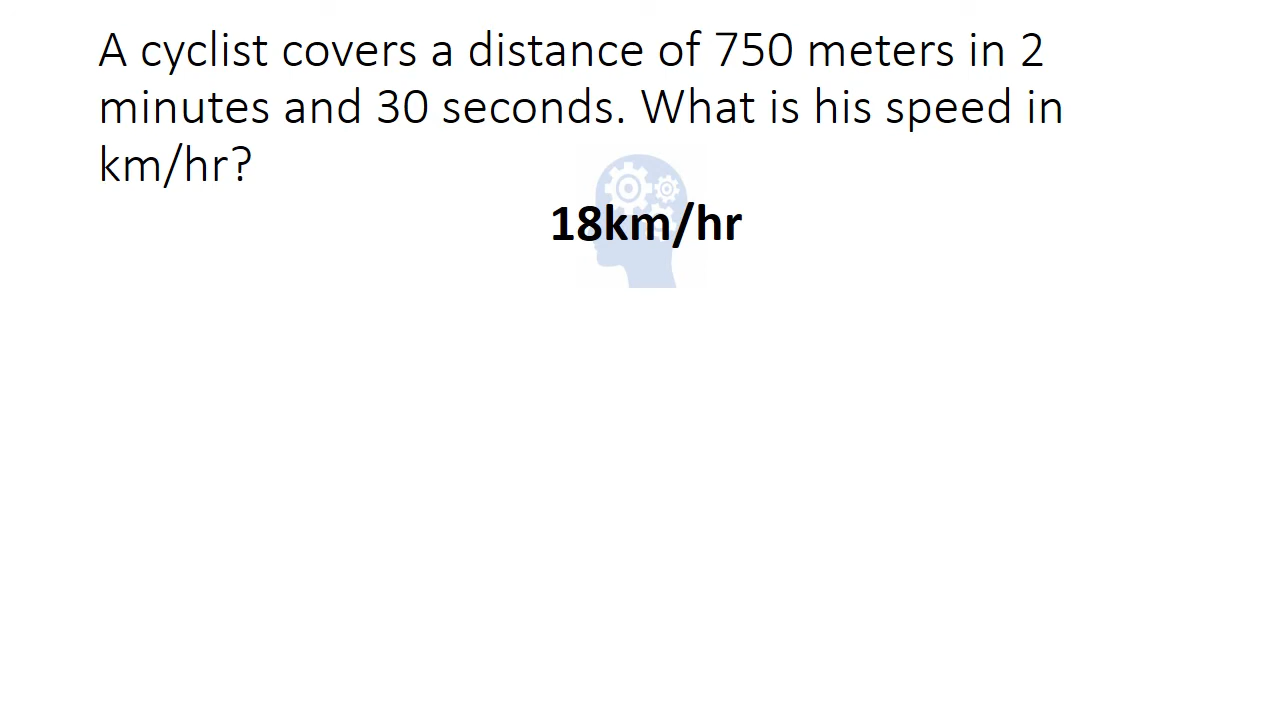 A cyclist covers a distance of 750 meters in 2
minutes and 30 seconds. What is his speed in
km/hr?
18km/hr